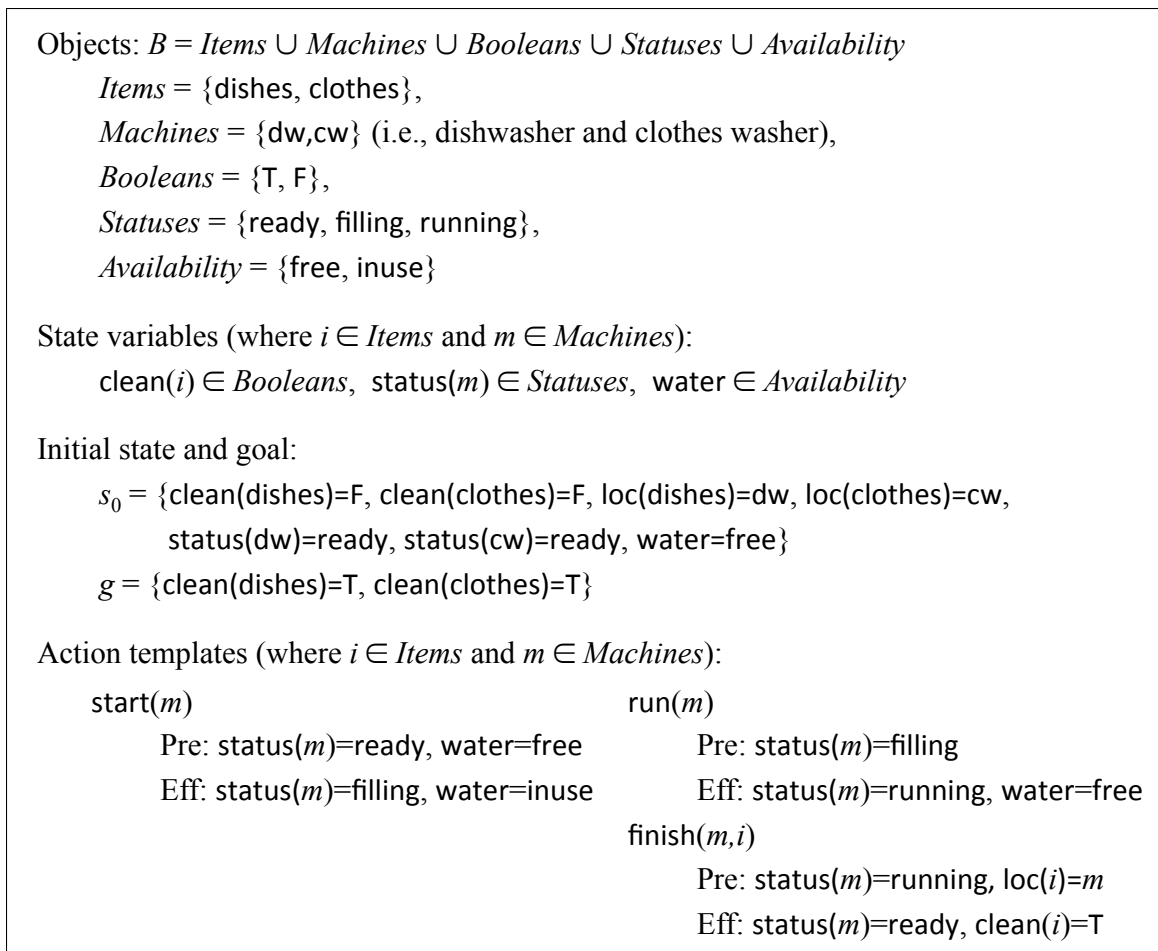 Objects: B = Items ∪ Machines ∪ Booleans ∪ Statuses ∪ Availability
Items = {dishes, clothes},
Machines = {dw,cw} (i.e., dishwasher and clothes washer),
Booleans = {T, F},
Statuses = {ready, filling, running},
Availability = {free, inuse}
State variables (where i ∈ Items and m ∈ Machines):
clean(i) ∈ Booleans, status(m) ∈ Statuses, water ∈ Availability
Initial state and goal:
s₀ = {clean(dishes)=F, clean(clothes)=F, loc(dishes)=dw, loc(clothes)=cw,
status(dw)=ready, status(cw)=ready, water=free}
g = {clean(dishes)=T, clean(clothes)=T}
Action templates (where i ∈ Items and m ∈ Machines):
start(m)
Pre: status(m)=ready, water=free
Eff: status(m)=filling, water=inuse
run(m)
Pre: status(m)=filling
Eff: status(m)=running, water=free
finish(m,i)
Pre: status(m)=running, loc(i)=m
Eff: status(m)=ready, clean(i)=T